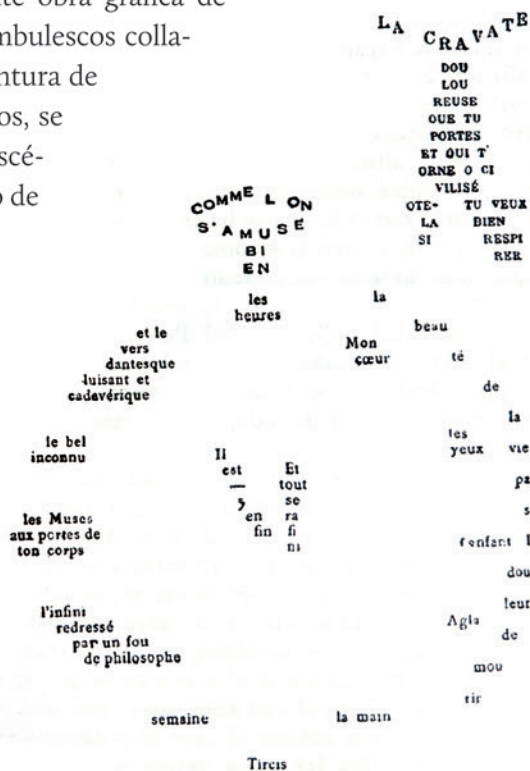 te obra gráfica de
mbulescos colla-
ntura de
os, se
scé-
o de
LA CRAVATE
DOU
LOU
REUSE
QUE TU
PORTES
ET QUI T'
ORNE O CI
VILISÉ
OTE- TU VEUX
LA BIEN
SI RESPI
RER
COMME L'ON
S'AMUSE
BI
EN
les
heures
la
beau
Mon
cœur
té
de
la
vie
pa
s
l'enfant l
dou
leur
de
mou
rir
et le
vers
dantesque
luisant et
cadavérique
le bel
inconnu
Il
est
—
5
en
fin
Et
tout
se
ra
fi
ni
les
yeux
les Muses
aux portes de
ton corps
l'infini
redressé
par un fou
de philosophe
Agla
semaine
la main
Tircis